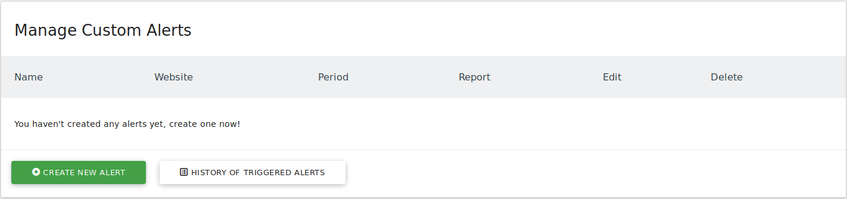 Manage Custom Alerts
Name Website Period Report Edit Delete
You haven't created any alerts yet, create one now!
CREATE NEW ALERT HISTORY OF TRIGGERED ALERTS